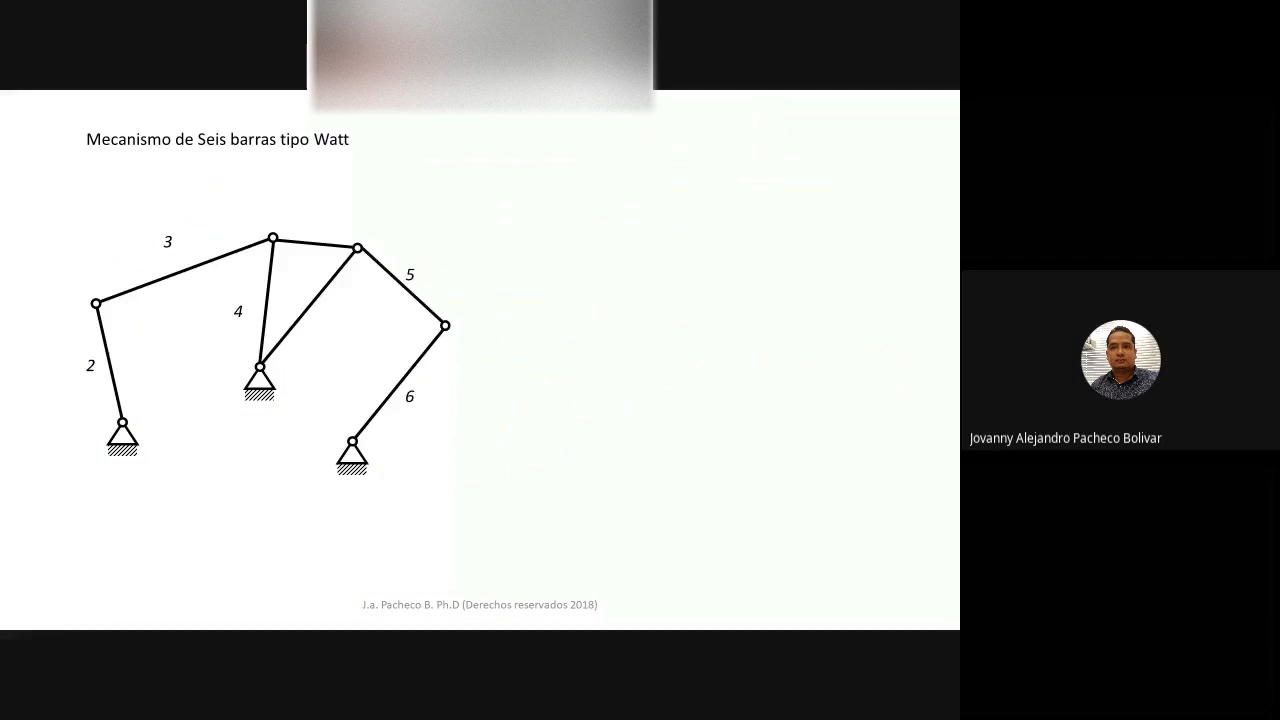 Mecanismo de Seis barras tipo Watt
3
5
4
2
6
Jovanny Alejandro Pacheco Bolivar
J.a. Pacheco B. Ph.D (Derechos reservados 2018)